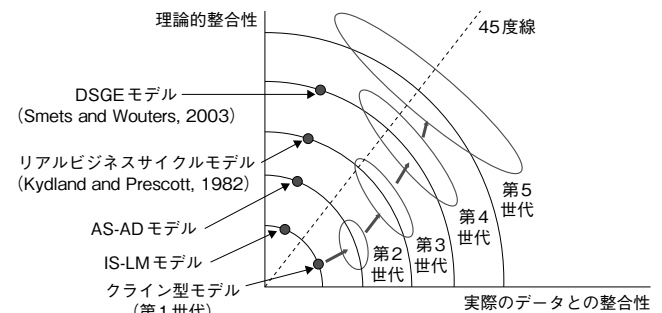 理論的整合性
45度線
DSGEモデル
(Smets and Wouters, 2003)
リアルビジネスサイクルモデル
(Kydland and Prescott, 1982)
AS-ADモデル
IS-LMモデル
クライン型モデル
(第1世代)
第2
世代
第3
世代
第4
世代
第5
世代
実際のデータとの整合性